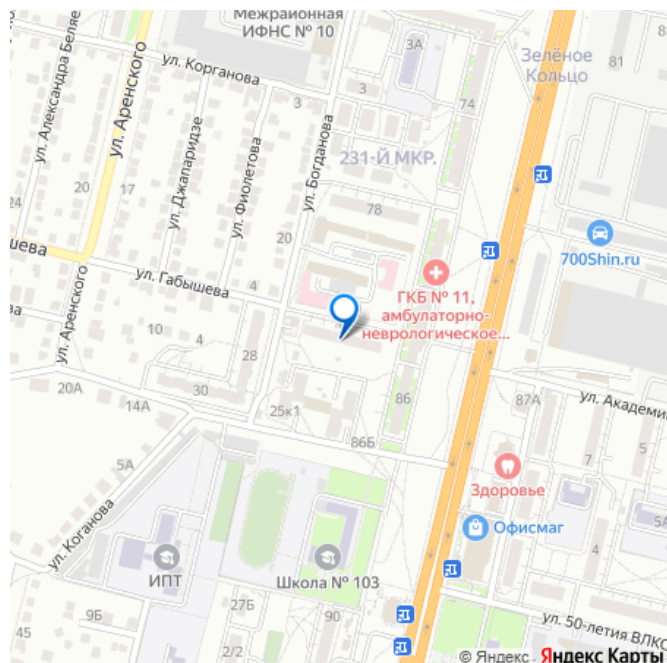 Межрайонная
ИФНС № 10
ул. Корганова
ул. Александра Беляе
ул. Аренского
ул. Джапаридзе
ул. Фиолетова
ул. Богданова
3А
3
3
74
Зелёное
Кольцо
81
80
231-Й МКР.
20
17
24
78
20
700Shin.ru
ГКБ № 11,
амбулаторно-
неврологическое...
ышева
ул. Габышева
4
ул. Аренского
10
4
28
30
20А
14А
25к1
86
86Б
87А
ул. Академи
7
5А
Здоровье
Офисмаг
5А
4
ул. Коганова
ИПТ
Школа № 103
27Б
90
9Б
45
2/2
ул. 50-летия ВЛКС
© Яндекс Яндекс Карты